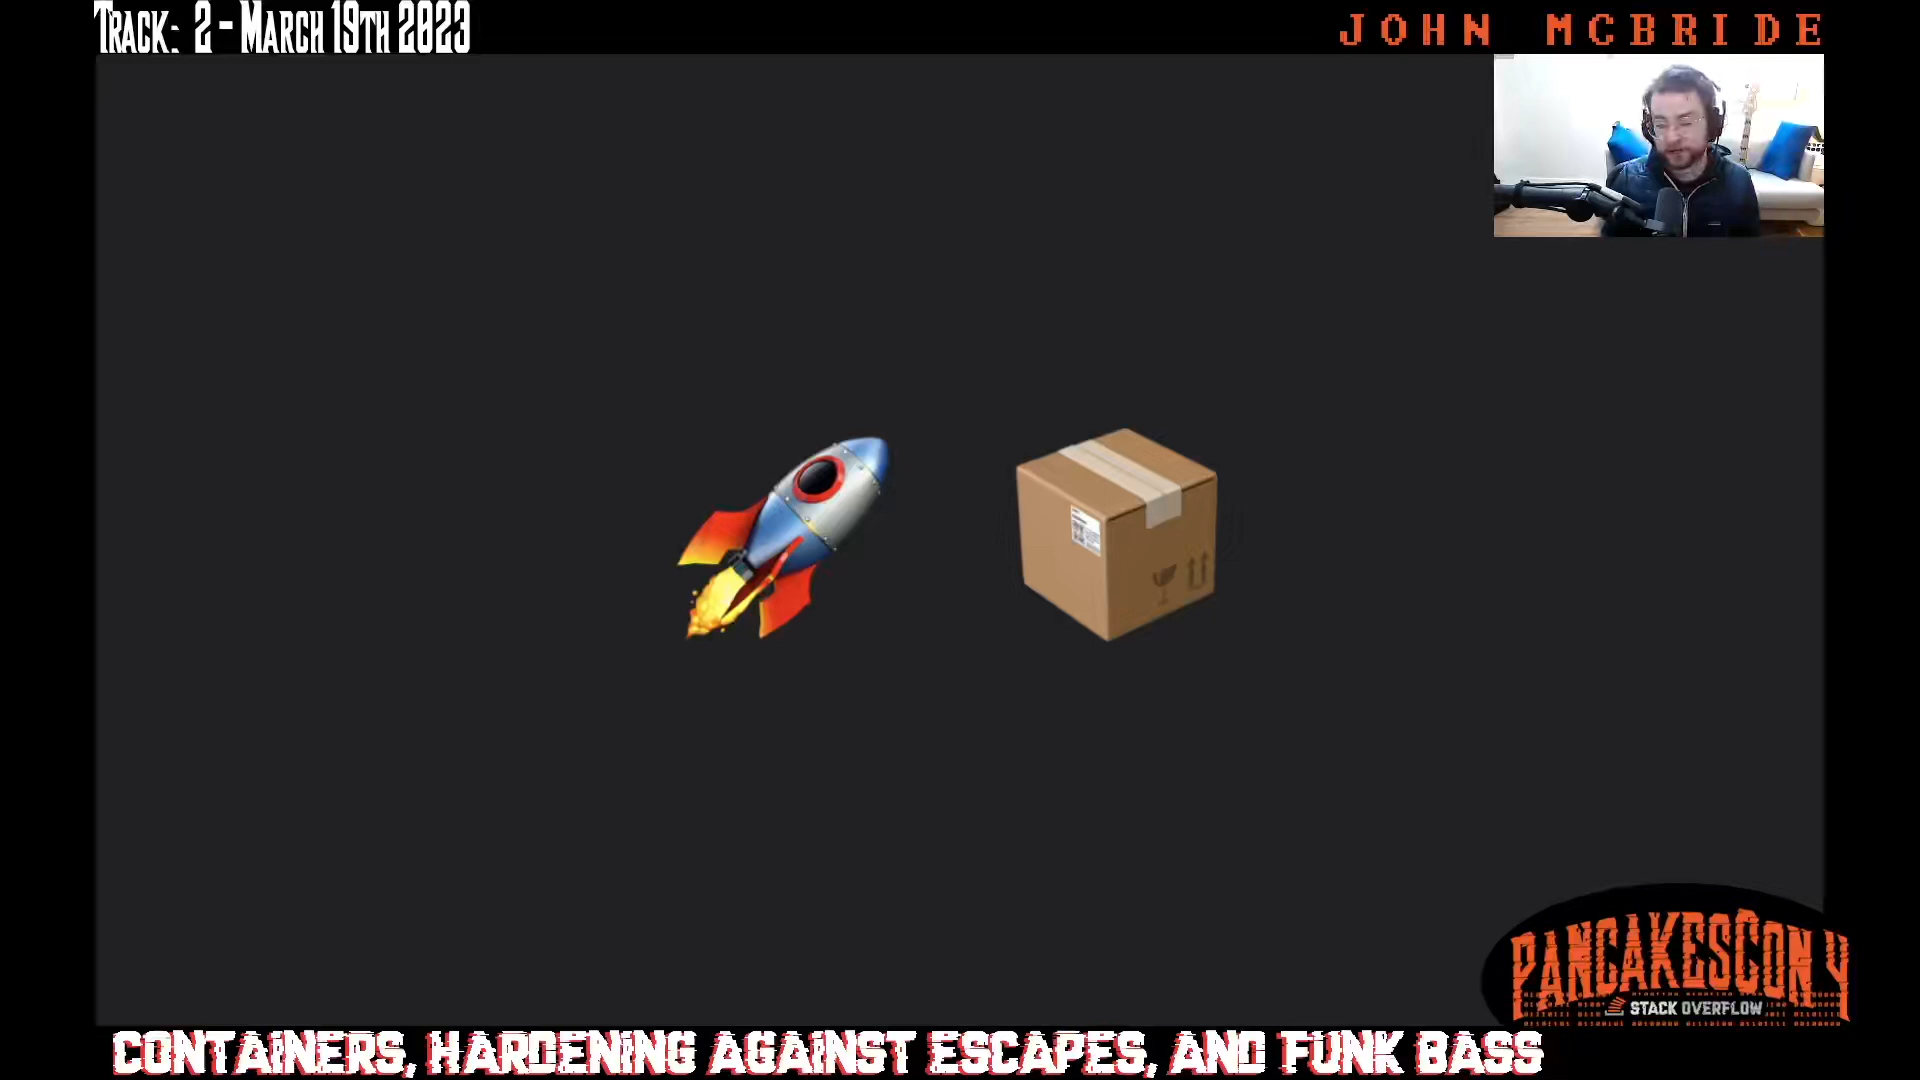 TRACK: 2 - MARCH 19TH 2023
JOHN MCBRIDE
PANCAKESCON 4
STACK OVERFLOW
CONTAINERS, HARDENING AGAINST ESCAPES, AND FUNK BASS